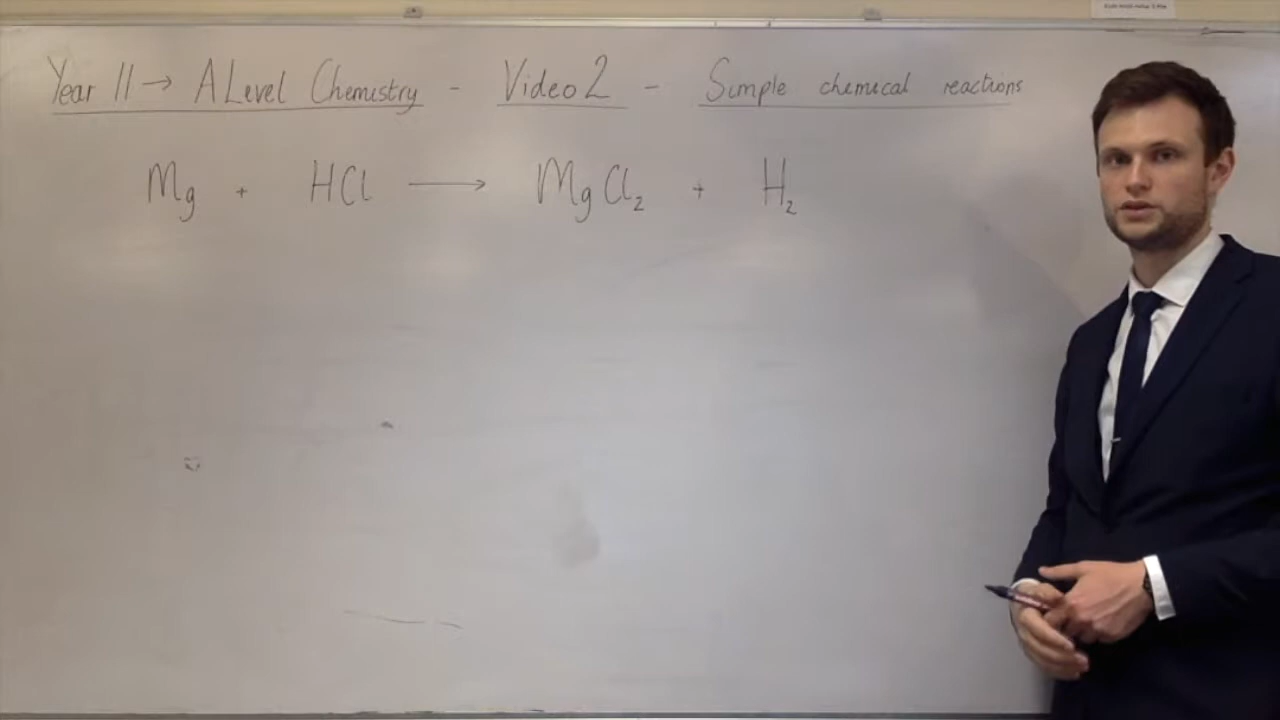 Year 11 → A Level Chemistry - Video 2 - Simple chemical reactions
Mg + HCl ⟶ MgCl₂ + H₂